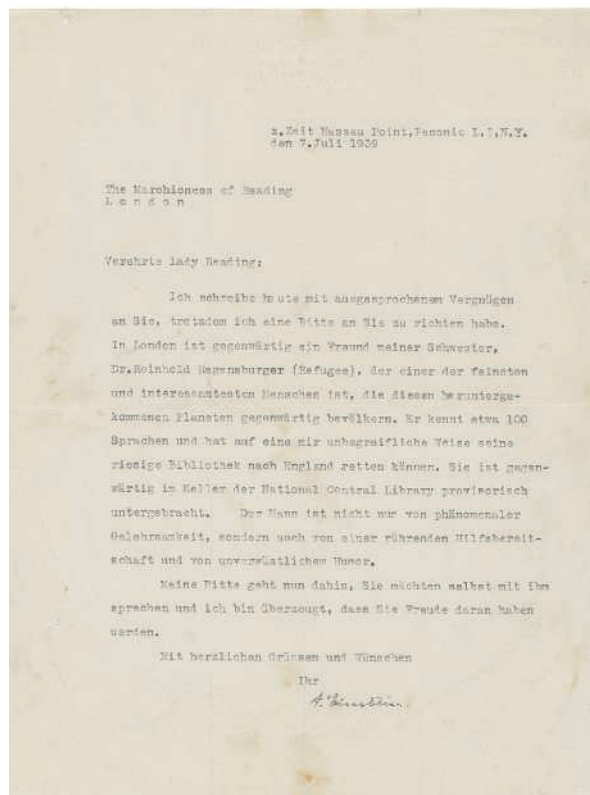 z.Zeit Nassau Point,Peconic L.I,N.Y.
den 7.Juli 1939
The Marchioness of Reading
L o n d o n
Verehrte Lady Reading:
Ich schreibe heute mit ausgesprochenem Vergnügen
an Sie, trotzdem ich eine Bitte an Sie zu richten habe.
In London ist gegenwärtig ein Freund meiner Schwester,
Dr.Reinhold Regensburger (Refugee), der einer der feinsten
und interessantesten Menschen ist, die diesen herunterge-
kommenen Planeten gegenwärtig bevölkern. Er kennt etwa 100
Sprachen und hat auf eine mir unbegreifliche Weise seine
riesige Bibliothek nach England retten können. Sie ist gegen-
wärtig im Keller der National Central Library provisorisch
untergebracht. Der Mann ist nicht nur von phänomenaler
Gelehrsamkeit, sondern auch von einer rührenden Hilfsbereit-
schaft und von unverwüstlichem Humor.
Meine Bitte geht nun dahin, Sie möchten selbst mit ihm
sprechen und ich bin überzeugt, dass Sie Freude daran haben
werden.
Mit herzlichen Grüssen und Wünschen
Ihr
A. Einstein.